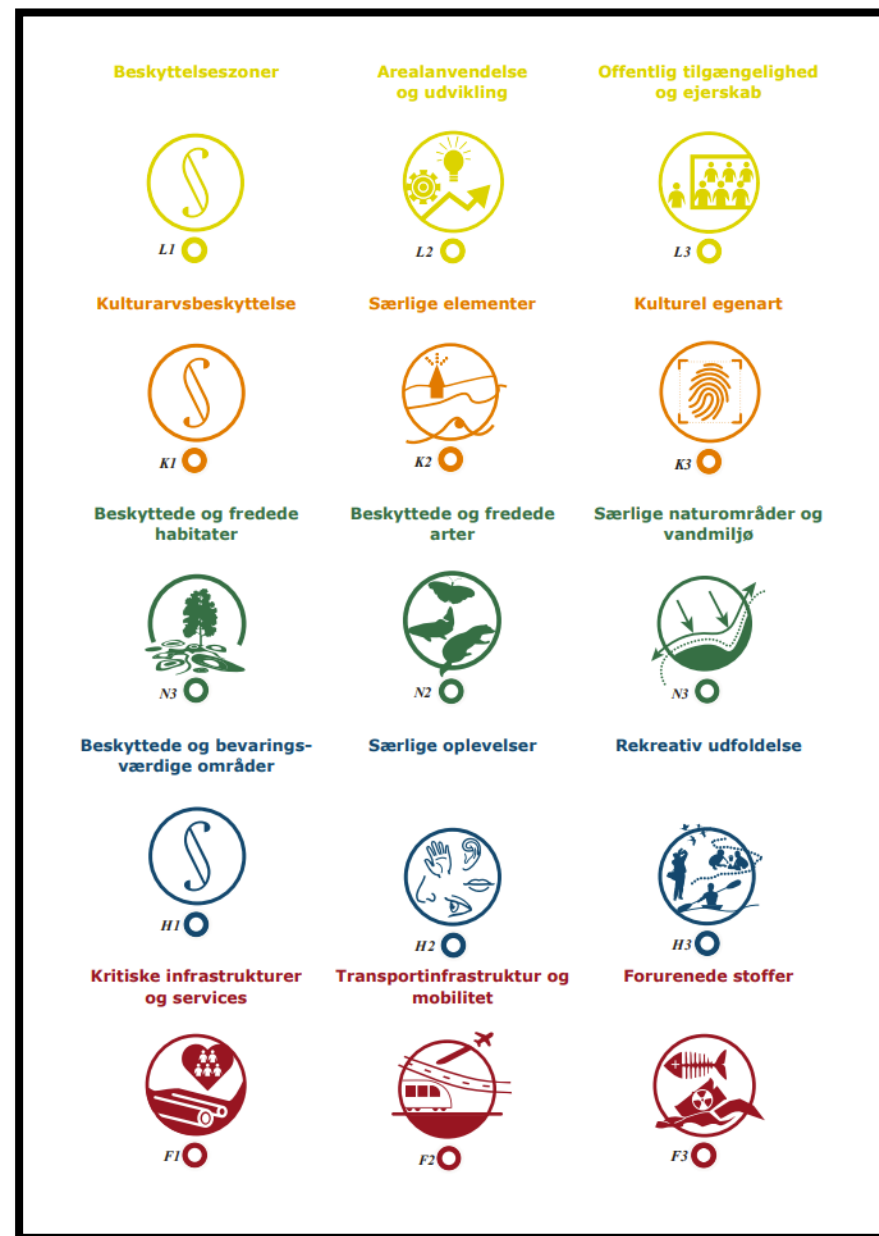 Beskyttelseszoner
Arealanvendelse
og udvikling
Offentlig tilgængelighed
og ejerskab
L1
L2
L3
Kulturarvsbeskyttelse
Særlige elementer
Kulturel egenart
K1
K2
K3
Beskyttede og fredede
habitater
Beskyttede og fredede
arter
Særlige naturområder og
vandmiljø
N3
N2
N3
Beskyttede og bevarings-
værdige områder
Særlige oplevelser
Rekreativ udfoldelse
H1
H2
H3
Kritiske infrastrukturer
og services
Transportinfrastruktur og
mobilitet
Forurenede stoffer
F1
F2
F3